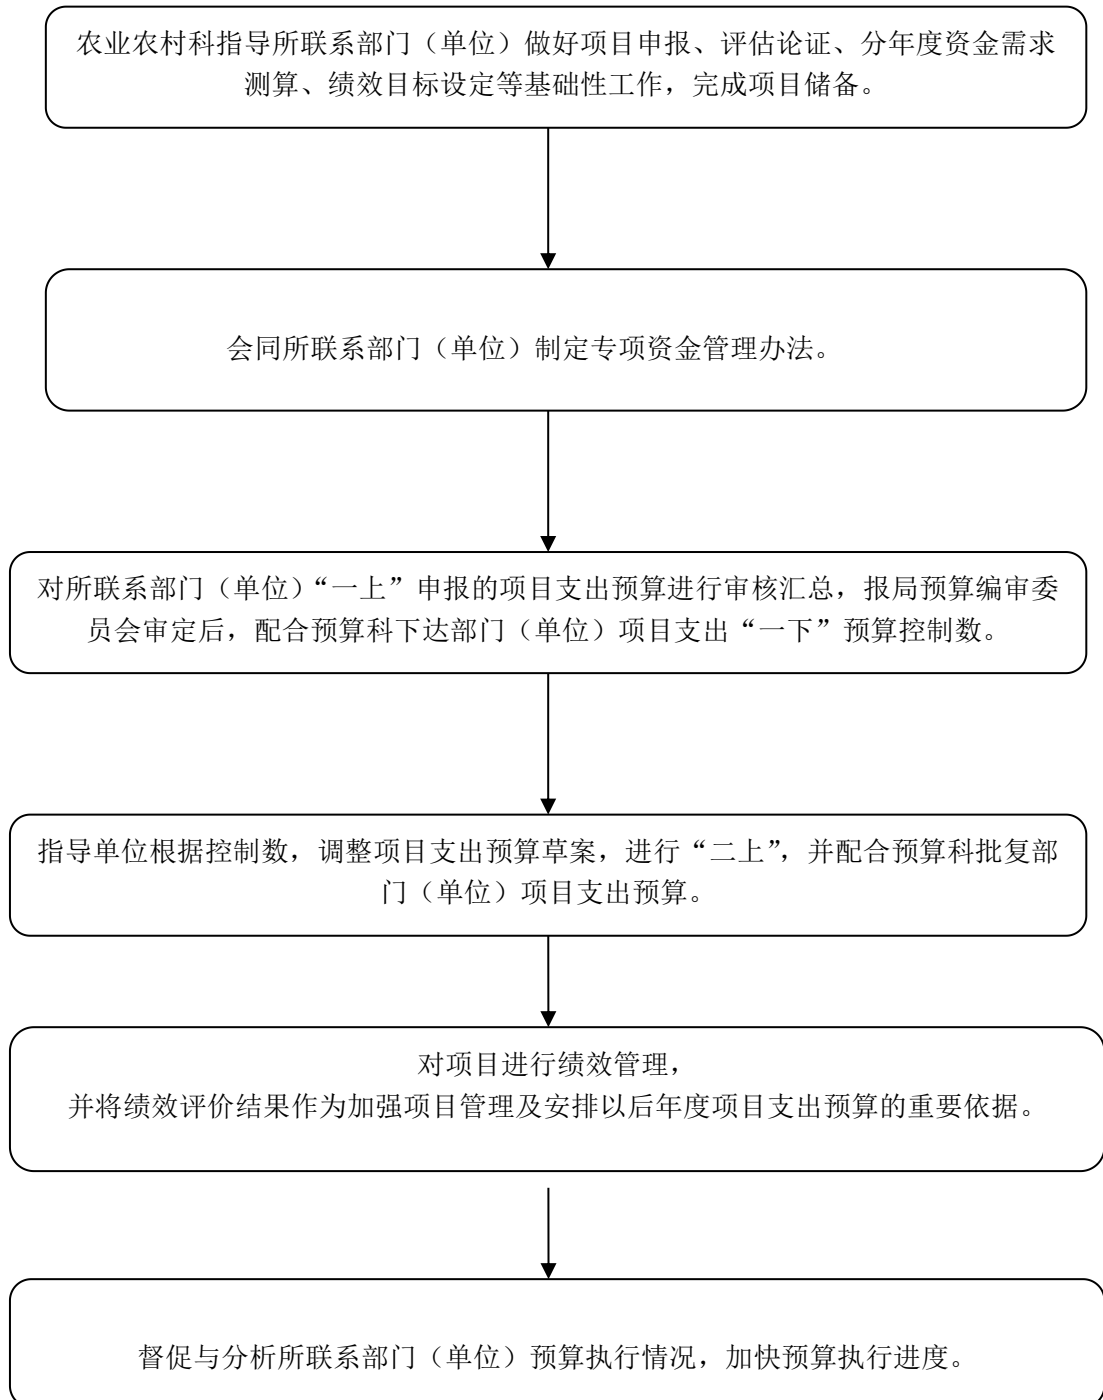 农业农村科指导所联系部门（单位）做好项目申报、评估论证、分年度资金需求
测算、绩效目标设定等基础性工作，完成项目储备。
会同所联系部门（单位）制定专项资金管理办法。
对所联系部门（单位）“一上”申报的项目支出预算进行审核汇总，报局预算编审委
员会审定后，配合预算科下达部门（单位）项目支出“一下”预算控制数。
指导单位根据控制数，调整项目支出预算草案，进行“二上”，并配合预算科批复部
门（单位）项目支出预算。
对项目进行绩效管理，
并将绩效评价结果作为加强项目管理及安排以后年度项目支出预算的重要依据。
督促与分析所联系部门（单位）预算执行情况，加快预算执行进度。